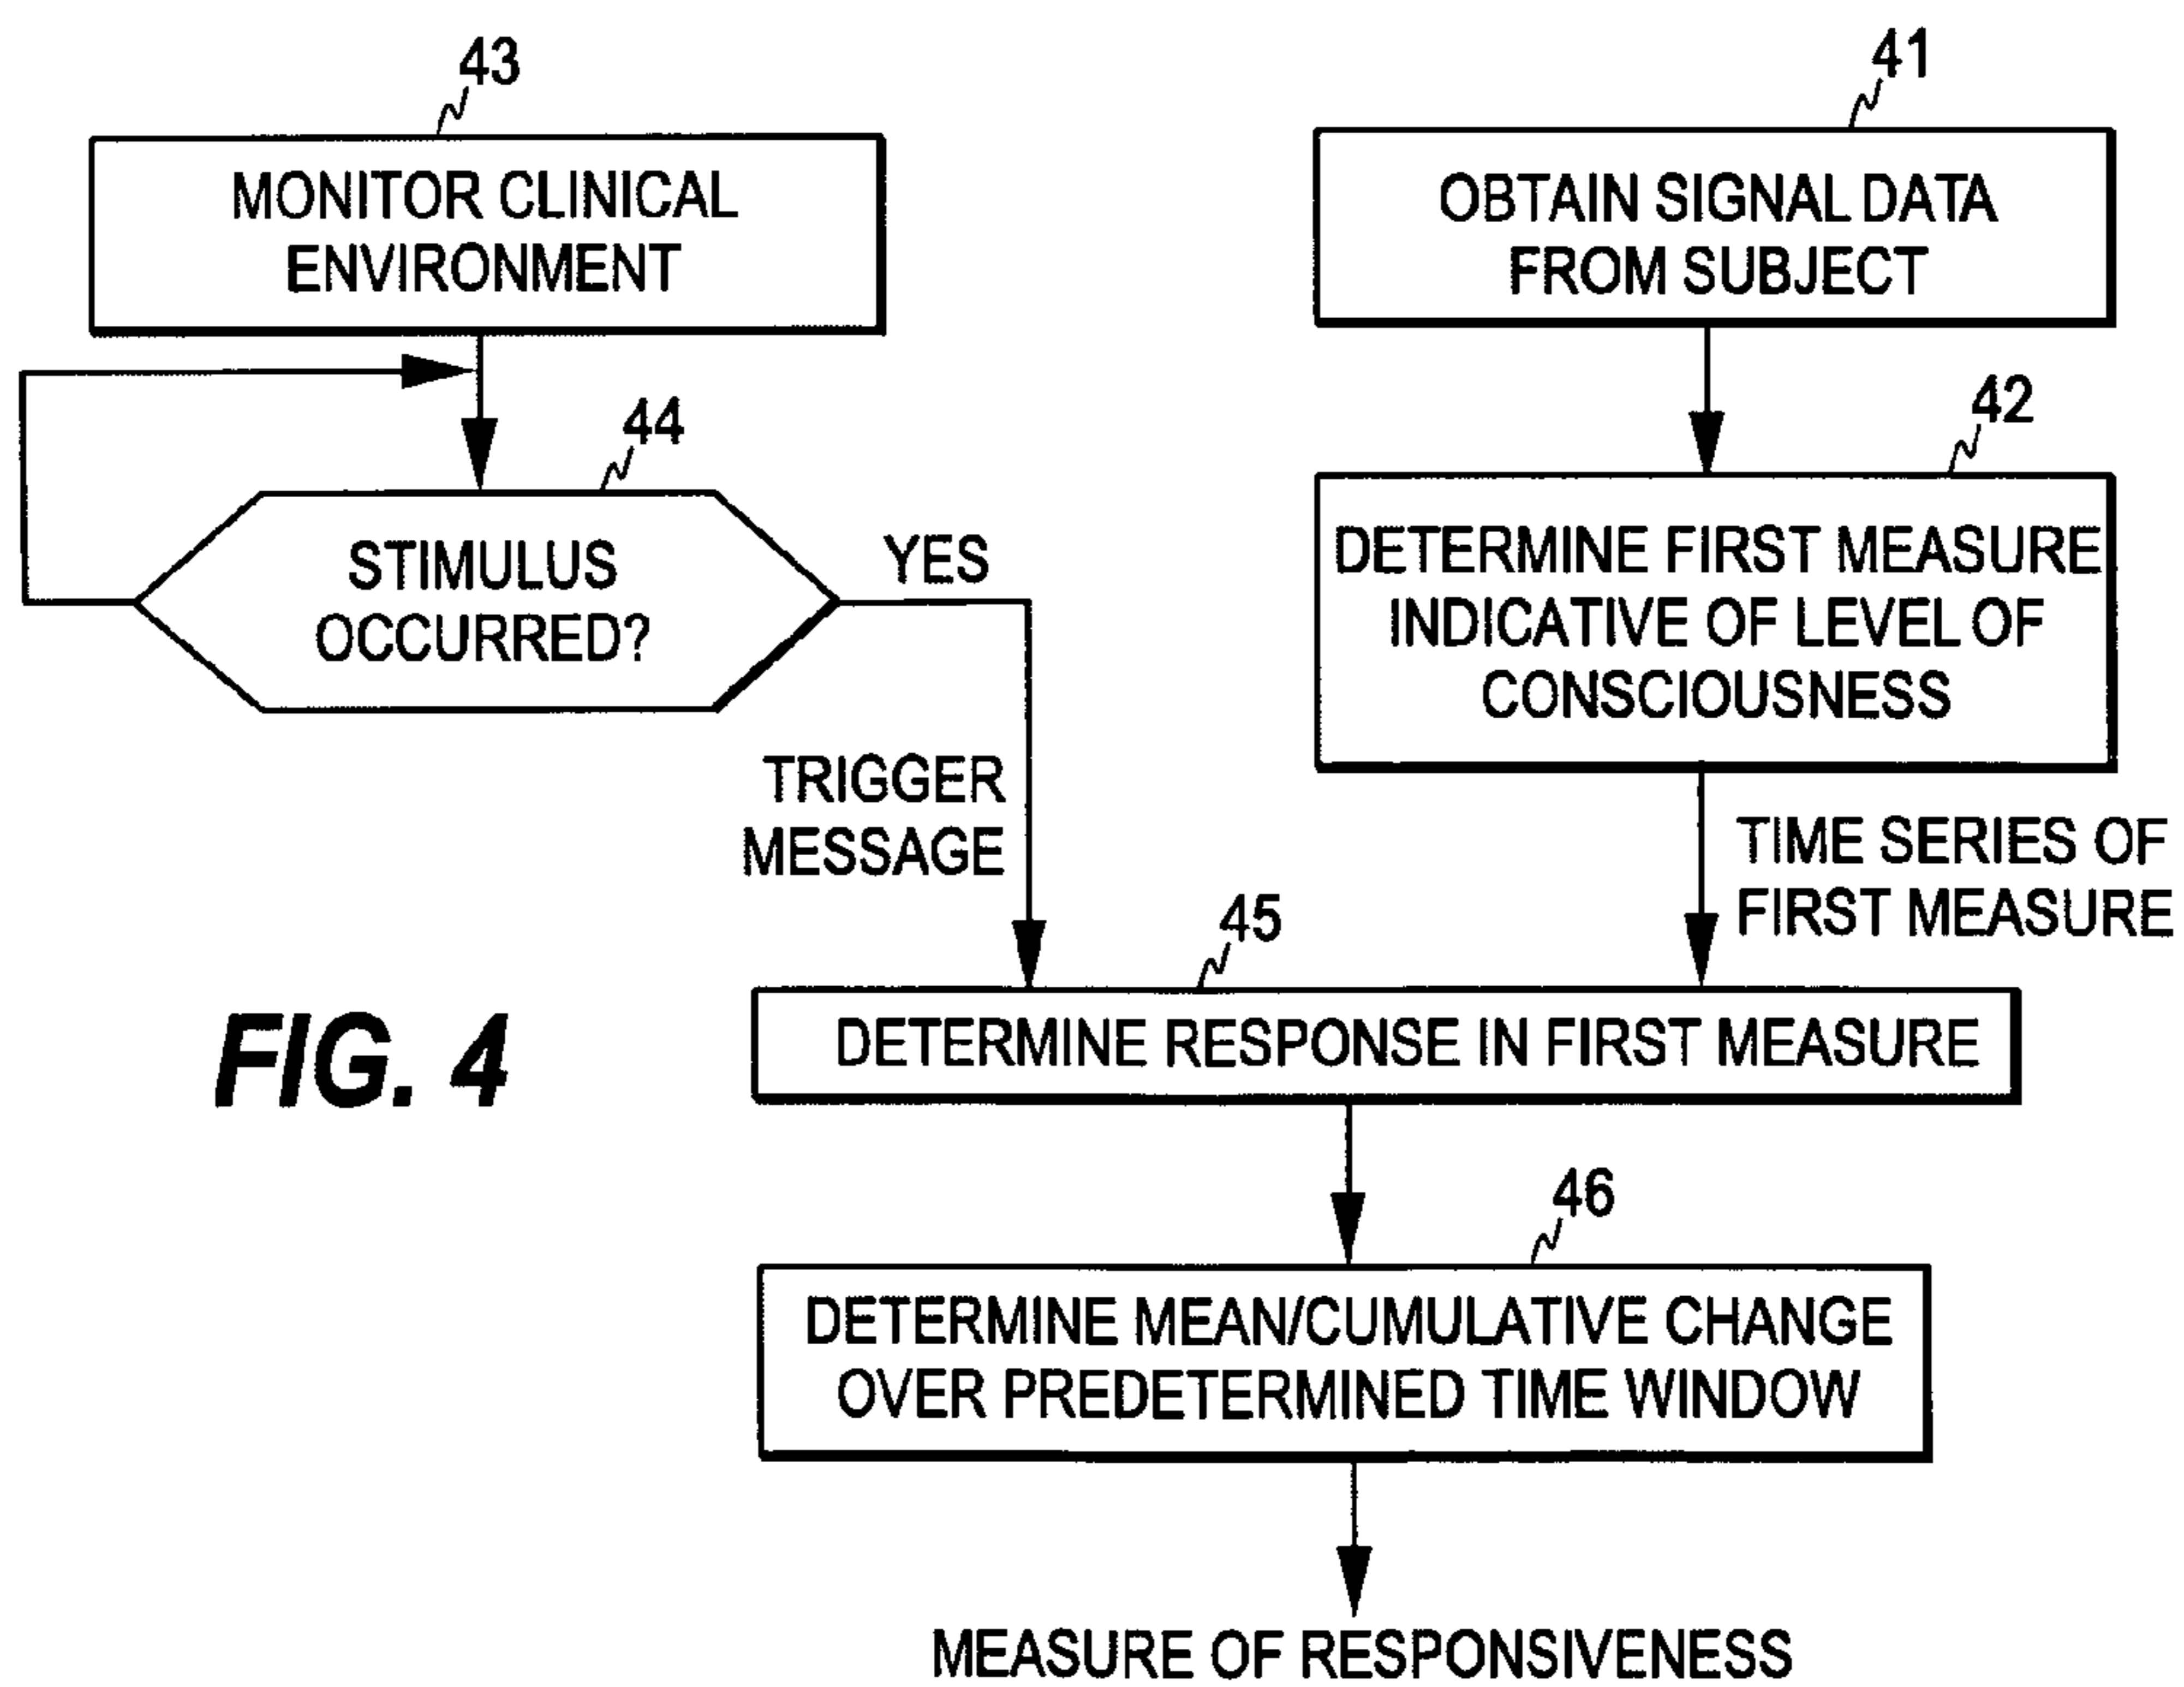 43
MONITOR CLINICAL
ENVIRONMENT
44
STIMULUS
OCCURRED?
YES
TRIGGER
MESSAGE
41
OBTAIN SIGNAL DATA
FROM SUBJECT
42
DETERMINE FIRST MEASURE
INDICATIVE OF LEVEL OF
CONSCIOUSNESS
TIME SERIES OF
FIRST MEASURE
45
DETERMINE RESPONSE IN FIRST MEASURE
46
DETERMINE MEAN/CUMULATIVE CHANGE
OVER PREDETERMINED TIME WINDOW
MEASURE OF RESPONSIVENESS
FIG. 4